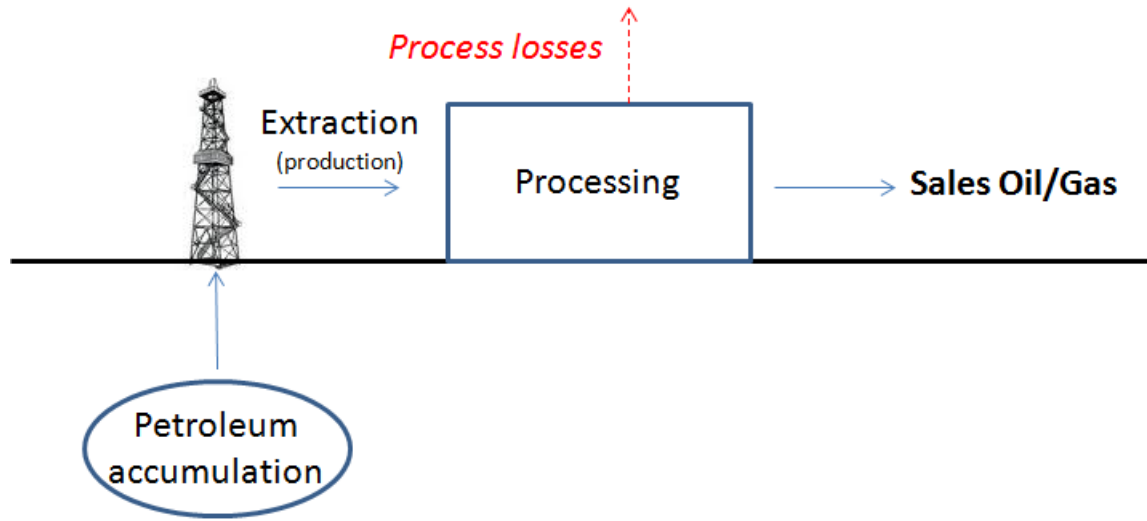 Process losses
Extraction
(production)
Processing
Sales Oil/Gas
Petroleum
accumulation